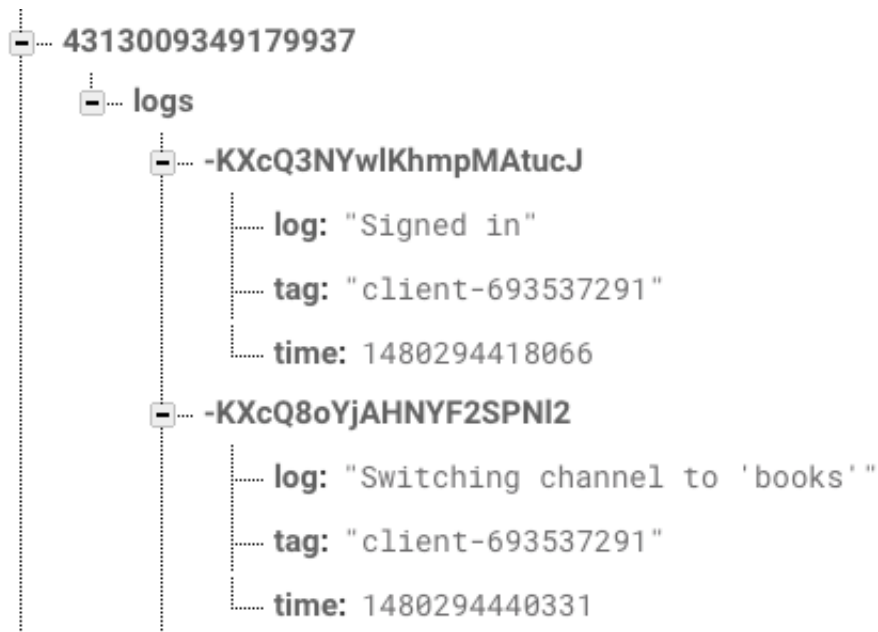 4313009349179937
logs
-KXcQ3NYwlKhmpMAtucJ
log: "Signed in"
tag: "client-693537291"
time: 1480294418066
-KXcQ8oYjAHNYF2SPNl2
log: "Switching channel to 'books'"
tag: "client-693537291"
time: 1480294440331